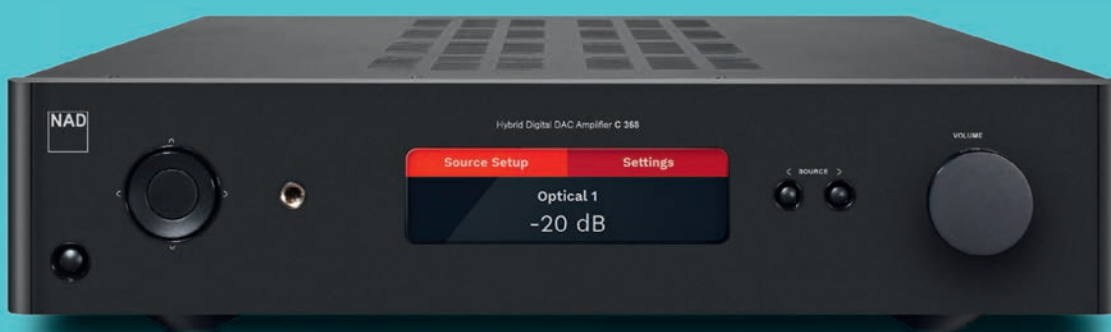 NAD
Hybrid Digital DAC Amplifier C 368
VOLUME
Source Setup Settings
< SOURCE >
Optical 1
-20 dB